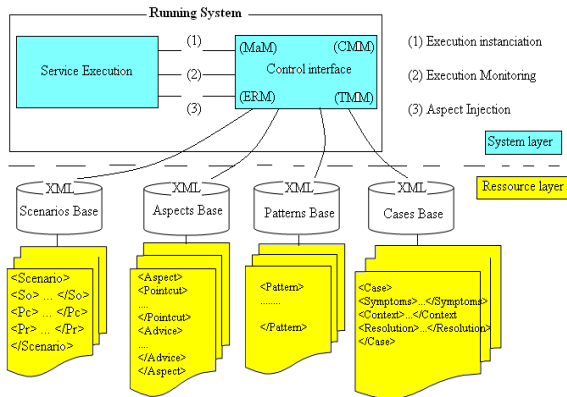 Running System
(1)
(MaM)
(CMM)
(1) Execution instanciation
Service Execution
(2)
Control interface
(2) Execution Monitoring
(ERM)
(TMM)
(3)
(3) Aspect Injection
System layer
Ressource layer
XML
XML
XML
XML
Scenarios Base
Aspects Base
Patterns Base
Cases Base
<Scenario>
<So> ... </So>
<Pc> ... </Pc>
<Pr> ... </Pr>
</Scenario>
<Aspect>
<Pointcut>
....
</Pointcut>
<Advice>
....
</Advice>
</Aspect>
<Pattern>
........
</Pattern>
<Case>
<Symptoms>...</Symptoms>
<Context>...</Context
<Resolution>...</Resolution>
</Case>